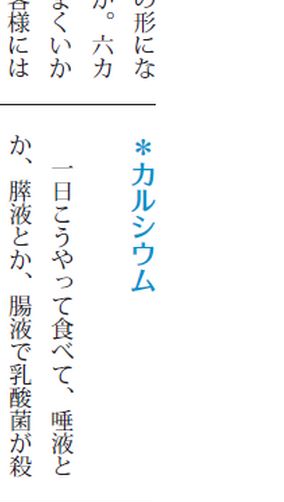 の形にな
か。六カ
まくいか
客様には
＊カルシウム
一日こうやって食べて、唾液と
か、膵液とか、腸液で乳酸菌が殺